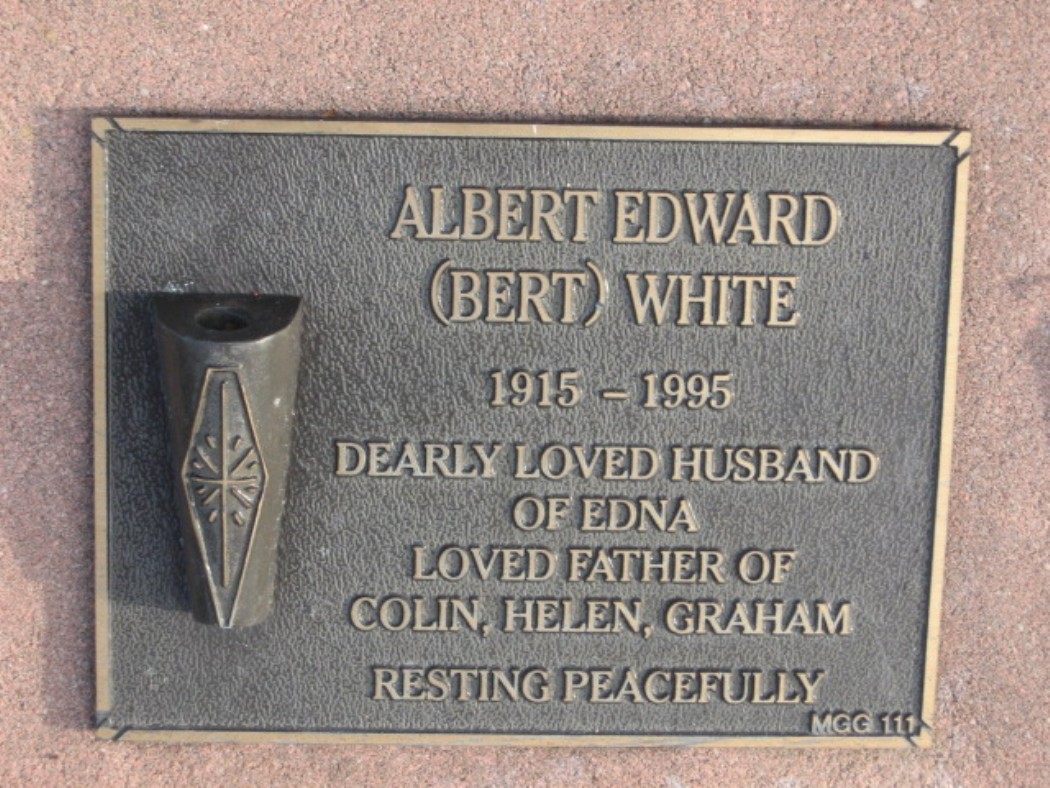 ALBERT EDWARD
(BERT) WHITE
1915 – 1995
DEARLY LOVED HUSBAND
OF EDNA
LOVED FATHER OF
COLIN, HELEN, GRAHAM
RESTING PEACEFULLY
MGG 111